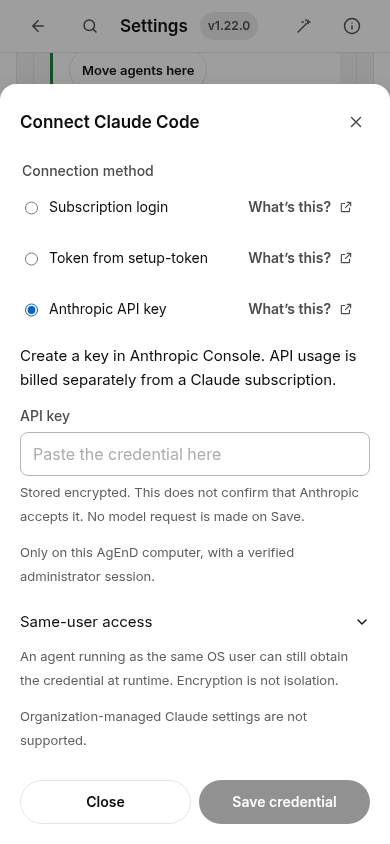 Settings v1.22.0
Move agents here
Connect Claude Code
Connection method
Subscription login What's this?
Token from setup-token What's this?
Anthropic API key What's this?
Create a key in Anthropic Console. API usage is
billed separately from a Claude subscription.
API key
Paste the credential here
Stored encrypted. This does not confirm that Anthropic
accepts it. No model request is made on Save.
Only on this AgEnD computer, with a verified
administrator session.
Same-user access
An agent running as the same OS user can still obtain
the credential at runtime. Encryption is not isolation.
Organization-managed Claude settings are not
supported.
Close Save credential